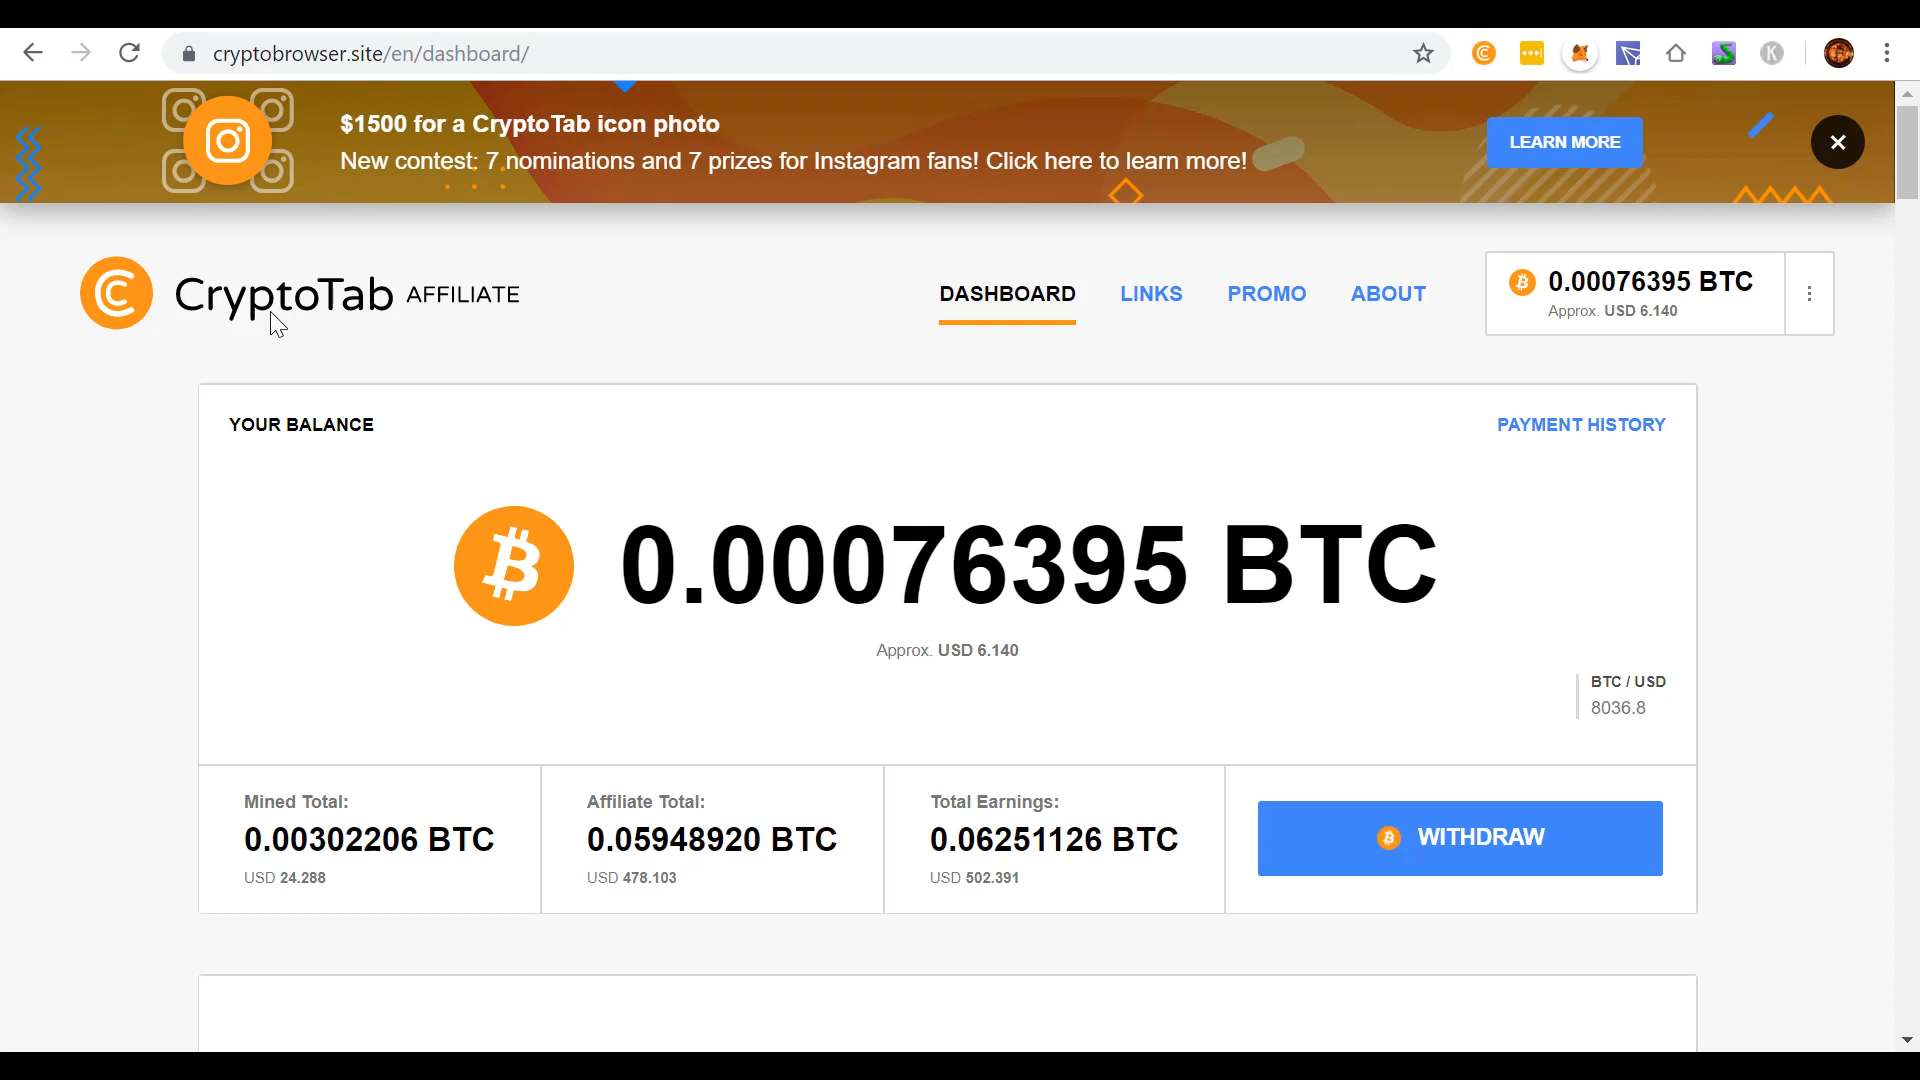 cryptobrowser.site/en/dashboard/
$1500 for a CryptoTab icon photo
New contest: 7 nominations and 7 prizes for Instagram fans! Click here to learn more!
LEARN MORE
CryptoTab AFFILIATE
DASHBOARD
LINKS
PROMO
ABOUT
0.00076395 BTC
Approx. USD 6.140
YOUR BALANCE
PAYMENT HISTORY
0.00076395 BTC
Approx. USD 6.140
BTC / USD
8036.8
Mined Total:
0.00302206 BTC
USD 24.288
Affiliate Total:
0.05948920 BTC
USD 478.103
Total Earnings:
0.06251126 BTC
USD 502.391
WITHDRAW